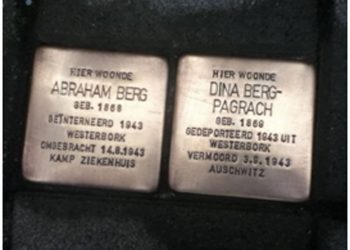 HIER WOONDE
ABRAHAM BERG
GEB. 1868
GEÏNTERNEERD 1943
WESTERBORK
OMGEBRACHT 14.8.1943
KAMP ZIEKENHUIS
HIER WOONDE
DINA BERG-
PAGRACH
GEB. 1869
GEDEPORTEERD 1943 UIT
WESTERBORK
VERMOORD 3.9.1943
AUSCHWITZ